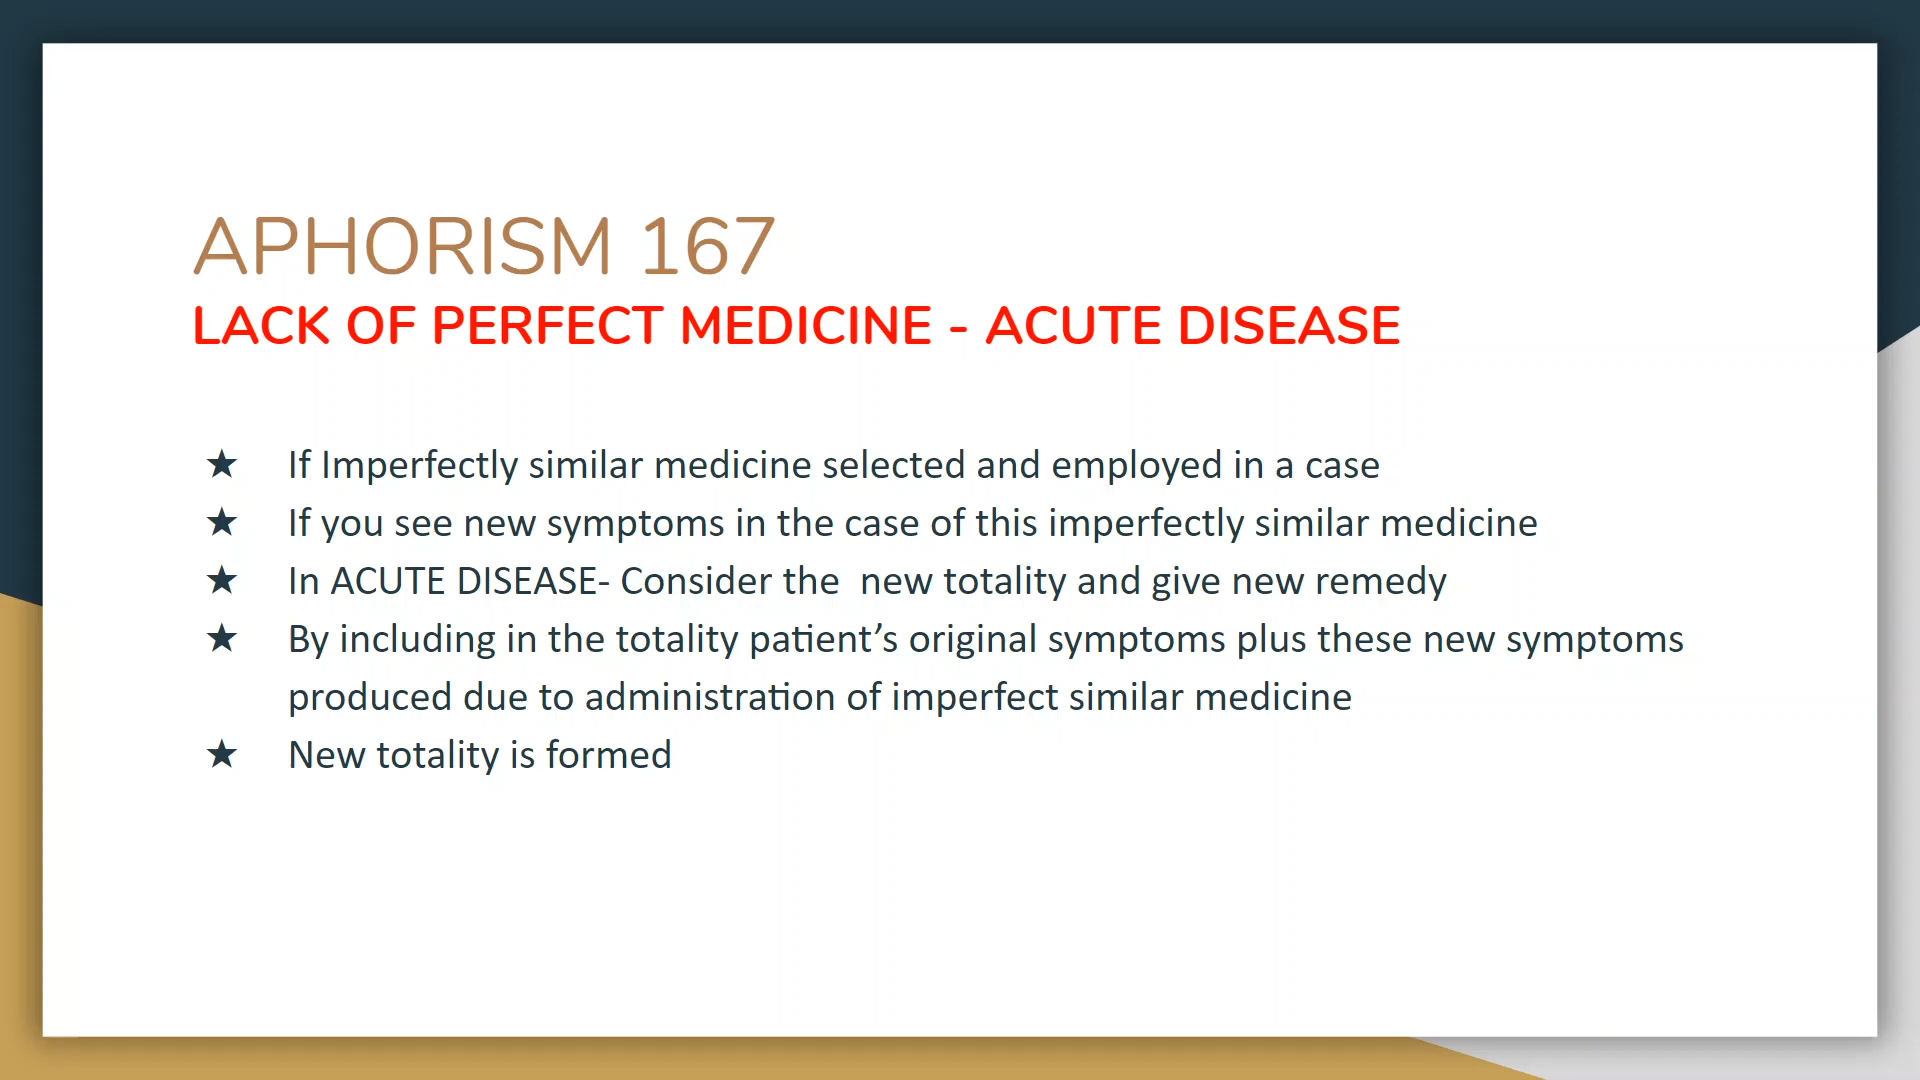 APHORISM 167
LACK OF PERFECT MEDICINE - ACUTE DISEASE
★ If Imperfectly similar medicine selected and employed in a case
★ If you see new symptoms in the case of this imperfectly similar medicine
★ In ACUTE DISEASE- Consider the  new totality and give new remedy
★ By including in the totality patient’s original symptoms plus these new symptoms
produced due to administration of imperfect similar medicine
★ New totality is formed